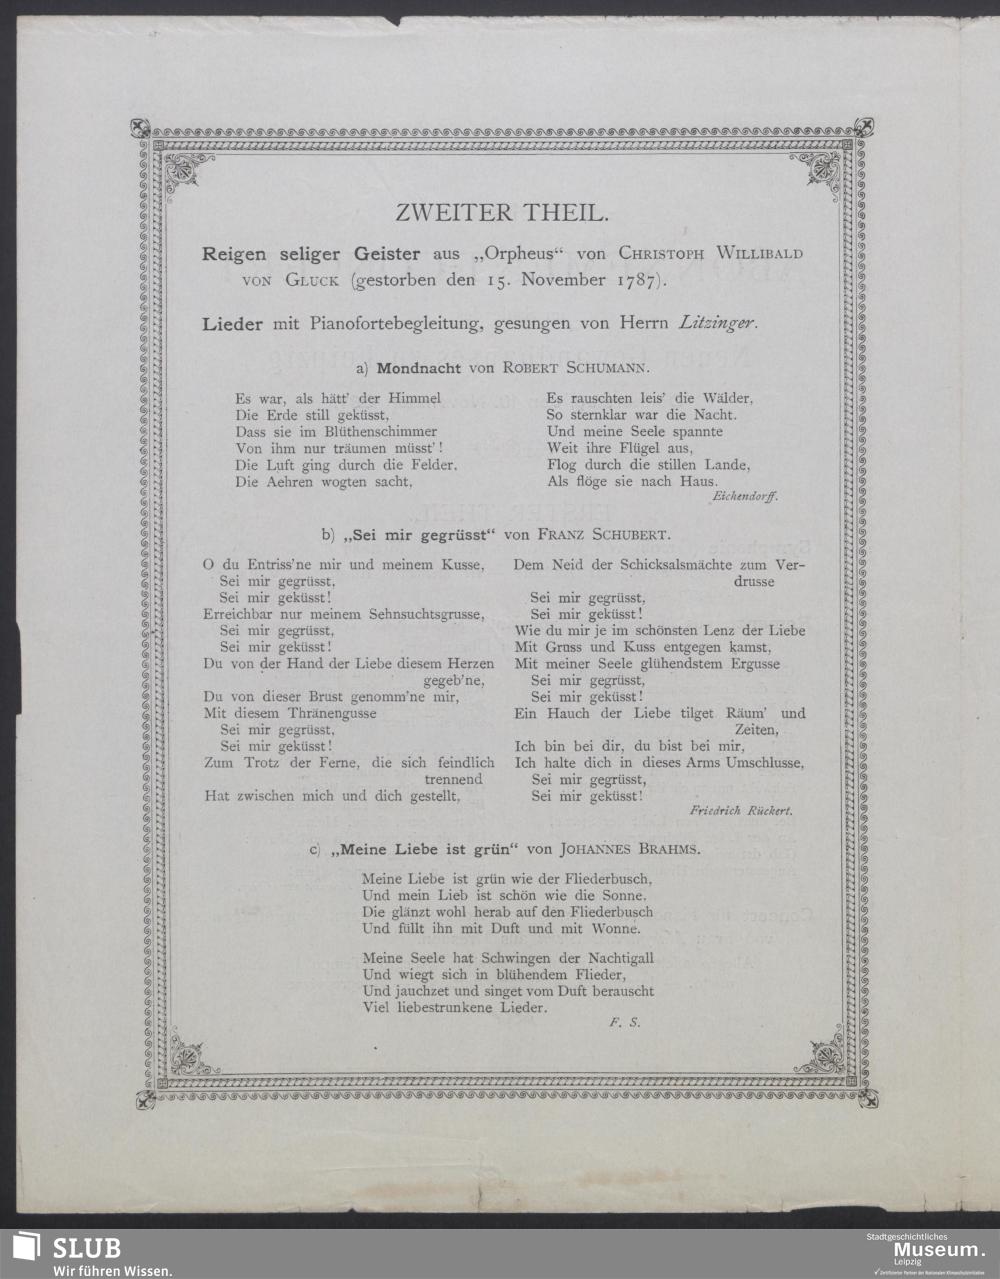 ZWEITER THEIL.
Reigen seliger Geister aus „Orpheus“ von Christoph Willibald
von Gluck (gestorben den 15. November 1787).
Lieder mit Pianofortebegleitung, gesungen von Herrn Litzinger.
a) Mondnacht von Robert Schumann.
Es war, als hätt' der Himmel
Die Erde still geküsst,
Dass sie im Blüthenschimmer
Von ihm nur träumen müsst'!
Die Luft ging durch die Felder,
Die Aehren wogten sacht,
Es rauschten leis' die Wälder,
So sternklar war die Nacht.
Und meine Seele spannte
Weit ihre Flügel aus,
Flog durch die stillen Lande,
Als flöge sie nach Haus.
Eichendorff.
b) „Sei mir gegrüsst“ von Franz Schubert.
O du Entriss'ne mir und meinem Kusse,
Sei mir gegrüsst,
Sei mir geküsst!
Erreichbar nur meinem Sehnsuchtsgrusse,
Sei mir gegrüsst,
Sei mir geküsst!
Du von der Hand der Liebe diesem Herzen
gegeb'ne,
Du von dieser Brust genomm'ne mir,
Mit diesem Thränengusse
Sei mir gegrüsst,
Sei mir geküsst!
Zum Trotz der Ferne, die sich feindlich
trennend
Hat zwischen mich und dich gestellt,
Dem Neid der Schicksalsmächte zum Ver-
drusse
Sei mir gegrüsst,
Sei mir geküsst!
Wie du mir je im schönsten Lenz der Liebe
Mit Gruss und Kuss entgegen kamst,
Mit meiner Seele glühendstem Ergusse
Sei mir gegrüsst,
Sei mir geküsst!
Ein Hauch der Liebe tilget Räum' und
Zeiten,
Ich bin bei dir, du bist bei mir,
Ich halte dich in dieses Arms Umschlusse,
Sei mir gegrüsst,
Sei mir geküsst!
Friedrich Rückert.
c) „Meine Liebe ist grün“ von Johannes Brahms.
Meine Liebe ist grün wie der Fliederbusch,
Und mein Lieb ist schön wie die Sonne,
Die glänzt wohl herab auf den Fliederbusch
Und füllt ihn mit Duft und mit Wonne.
Meine Seele hat Schwingen der Nachtigall
Und wiegt sich in blühendem Flieder,
Und jauchzet und singet vom Duft berauscht
Viel liebestrunkene Lieder.
F. S.
SLUB
Wir führen Wissen.
Stadtgeschichtliches
Museum.
Leipzig
Zertifizierter Partner der Nationalen Klimaschutzinitiative